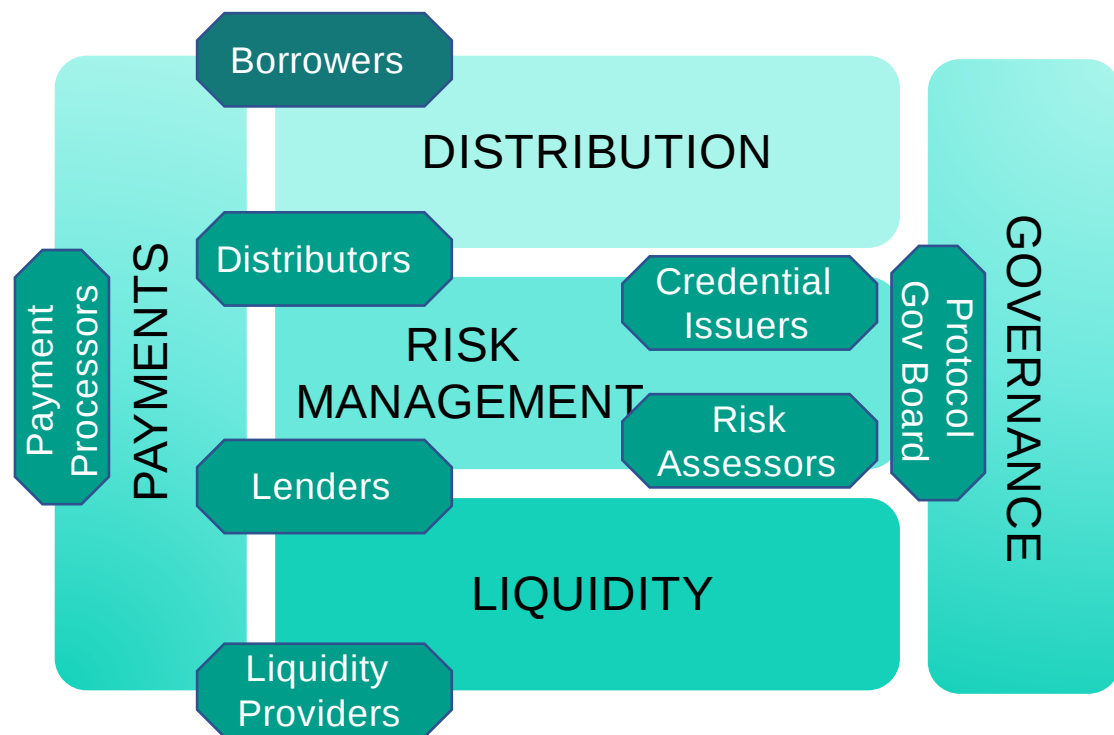 Borrowers
DISTRIBUTION
Distributors
Credential
Issuers
RISK
MANAGEMENT
Risk
Assessors
Lenders
LIQUIDITY
Liquidity
Providers
Payment
Processors
PAYMENTS
Protocol
Gov Board
GOVERNANCE